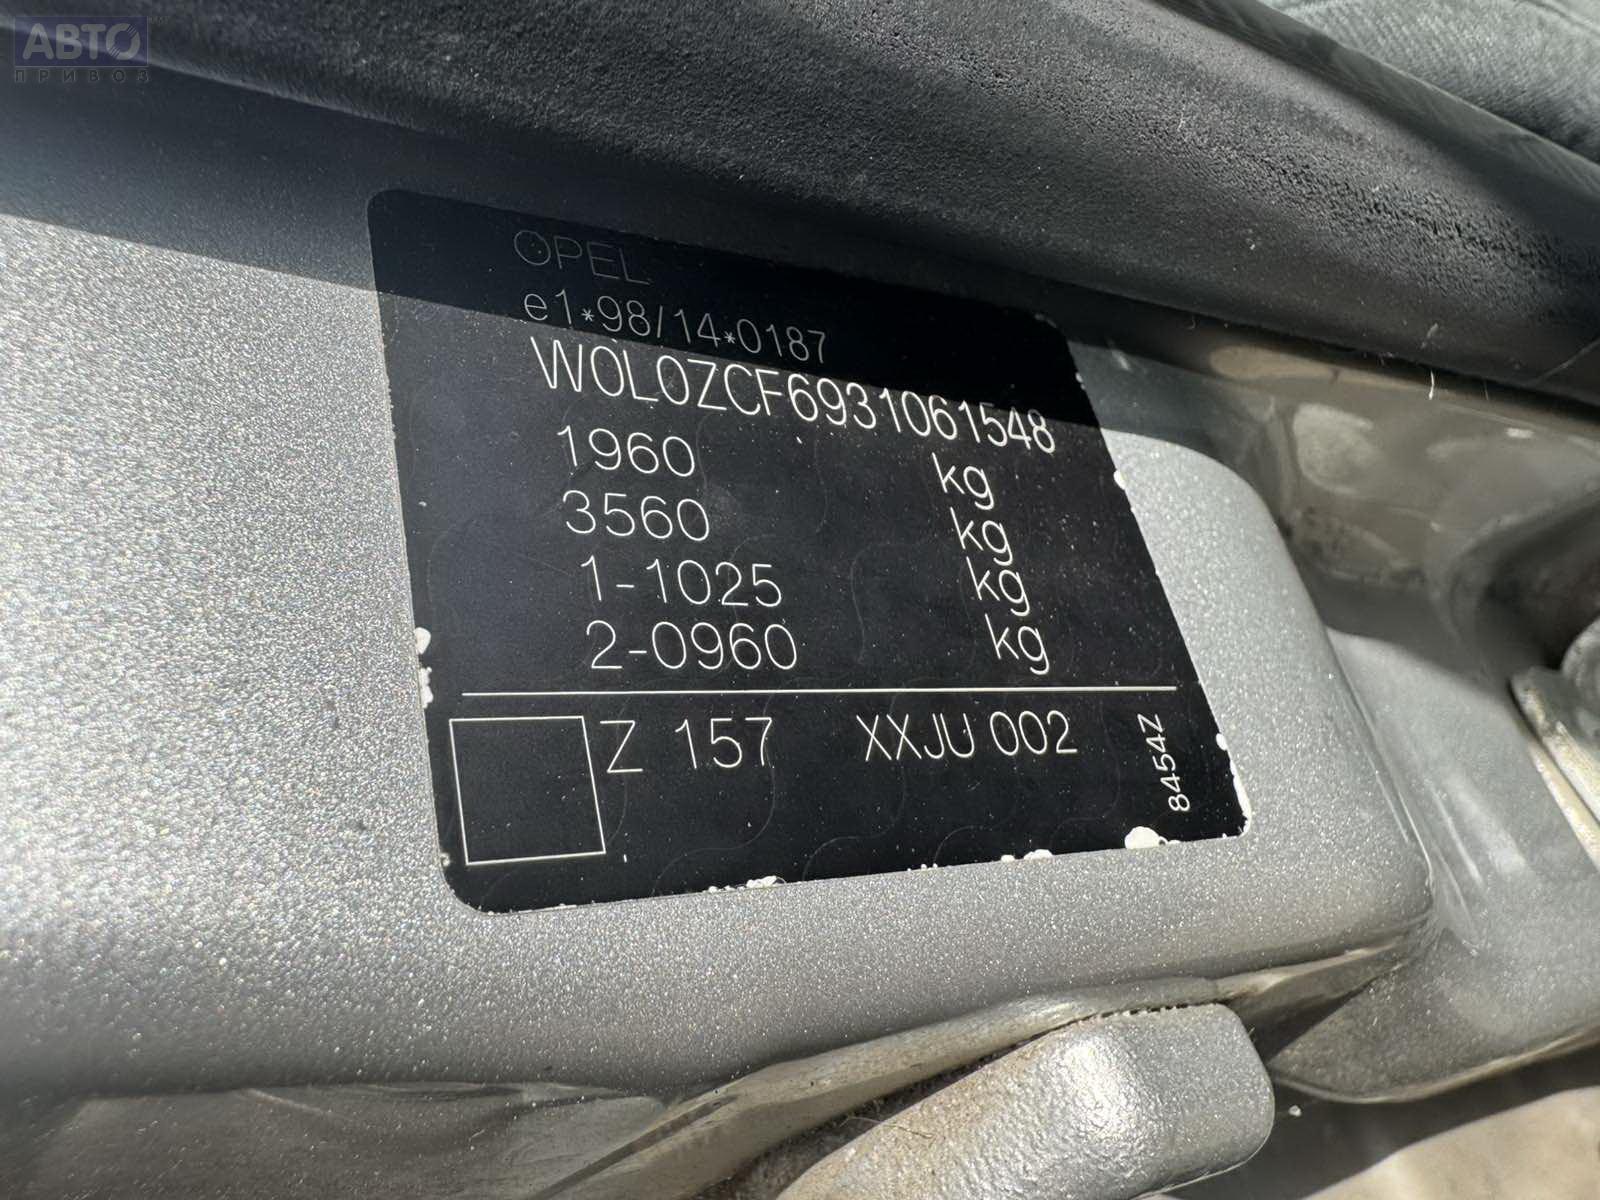 АВТО
ПРИВОЗ
OPEL
e1*98/14*0187
W0L0ZCF6931061548
1960 kg
3560 kg
1-1025 kg
2-0960 kg
Z 157 XXJU 002
8454Z